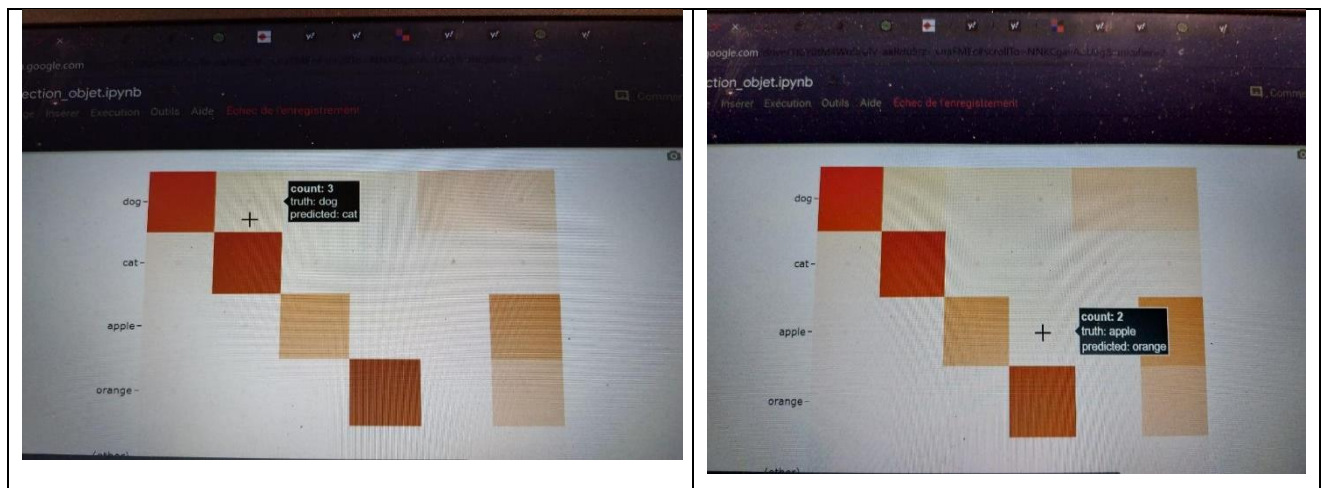 .google.com
ection_objet.ipynb
Insérer Exécution Outils Aide Échec de l'enregistrement
dog
cat
apple
orange
count: 3
truth: dog
predicted: cat
google.com
ction_objet.ipynb
Insérer Exécution Outils Aide Échec de l'enregistrement
dog
cat
apple
orange
count: 2
truth: apple
predicted: orange